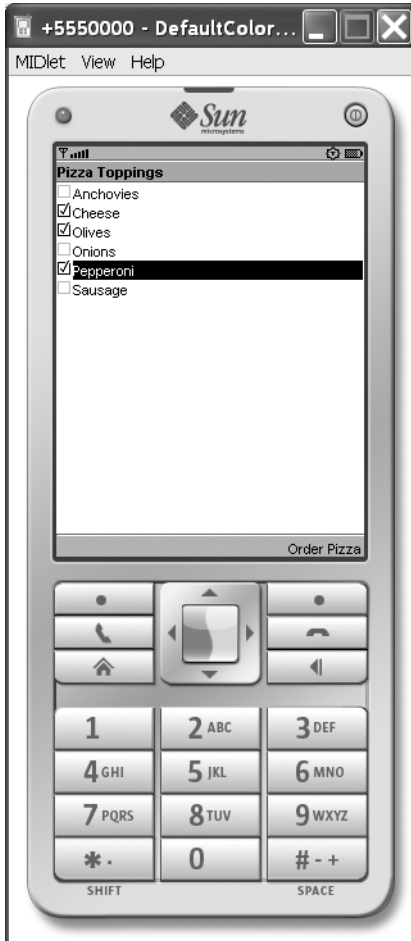 +5550000 - DefaultColor...
MIDlet View Help
Sun
microsystems
Pizza Toppings
Anchovies
Cheese
Olives
Onions
Pepperoni
Sausage
Order Pizza
1 2 ABC 3 DEF
4 GHI 5 JKL 6 MNO
7 PQRS 8 TUV 9 WXYZ
* . 0 # - +
SHIFT SPACE